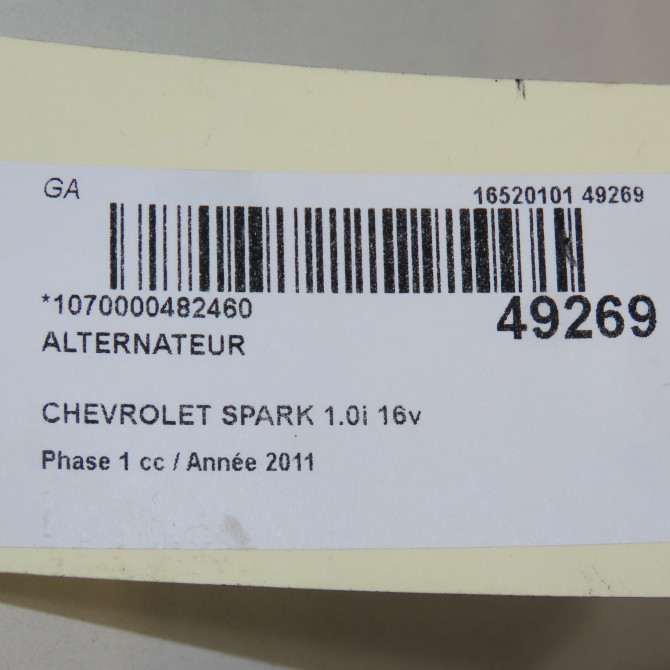 GA
16520101 49269
*1070000482460
49269
ALTERNATEUR
CHEVROLET SPARK 1.0i 16v
Phase 1 cc / Année 2011